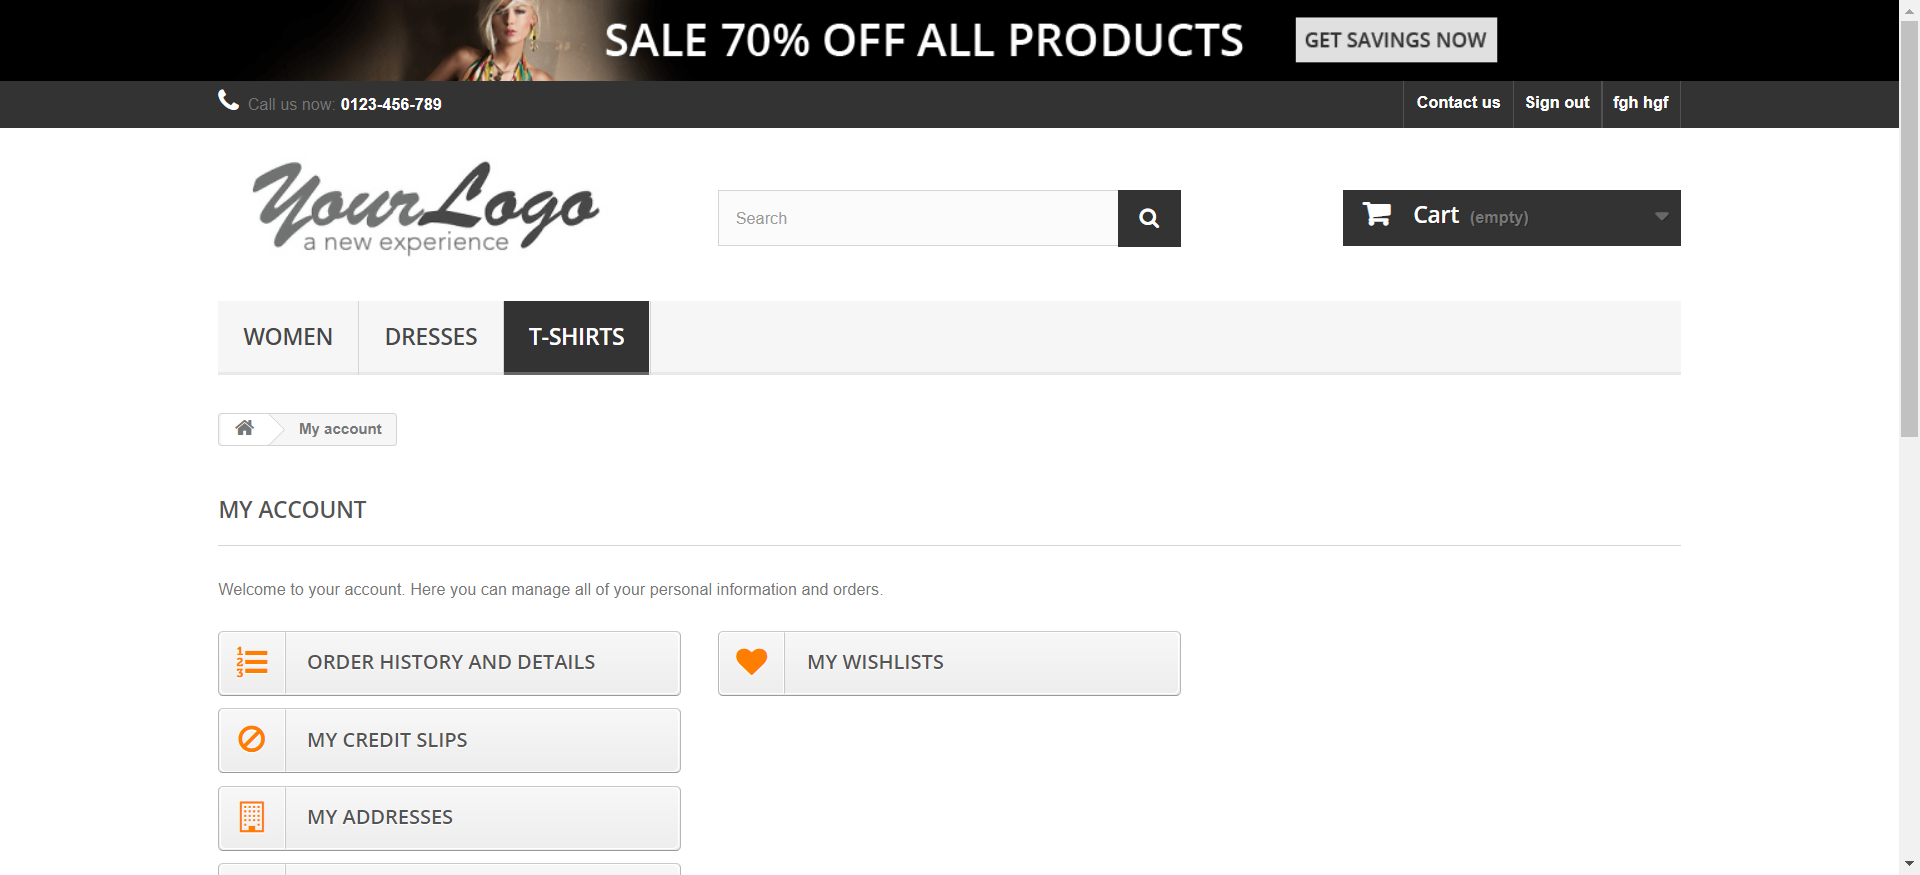 SALE 70% OFF ALL PRODUCTS GET SAVINGS NOW
Call us now: 0123-456-789 Contact us Sign out fgh hgf
YourLogo
a new experience
Search
Cart (empty)
WOMEN DRESSES T-SHIRTS
My account
MY ACCOUNT
Welcome to your account. Here you can manage all of your personal information and orders.
1
2
3
ORDER HISTORY AND DETAILS MY WISHLISTS
MY CREDIT SLIPS
MY ADDRESSES